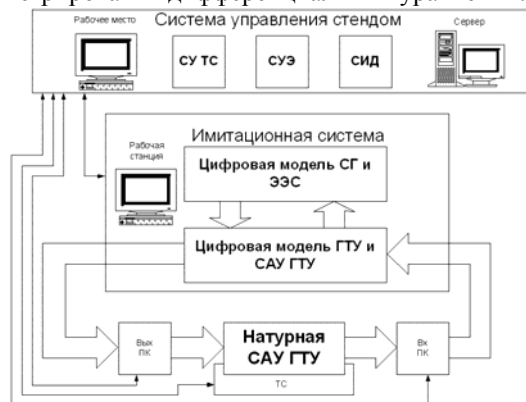 Система управления стендом
Рабочее место
Сервер
СУ ТС
СУЭ
СИД
Имитационная система
Рабочая
станция
Цифровая модель СГ и
ЭЭС
Цифровая модель ГТУ и
САУ ГТУ
Вых
ПК
Натурная
САУ ГТУ
ТС
Вх
ПК